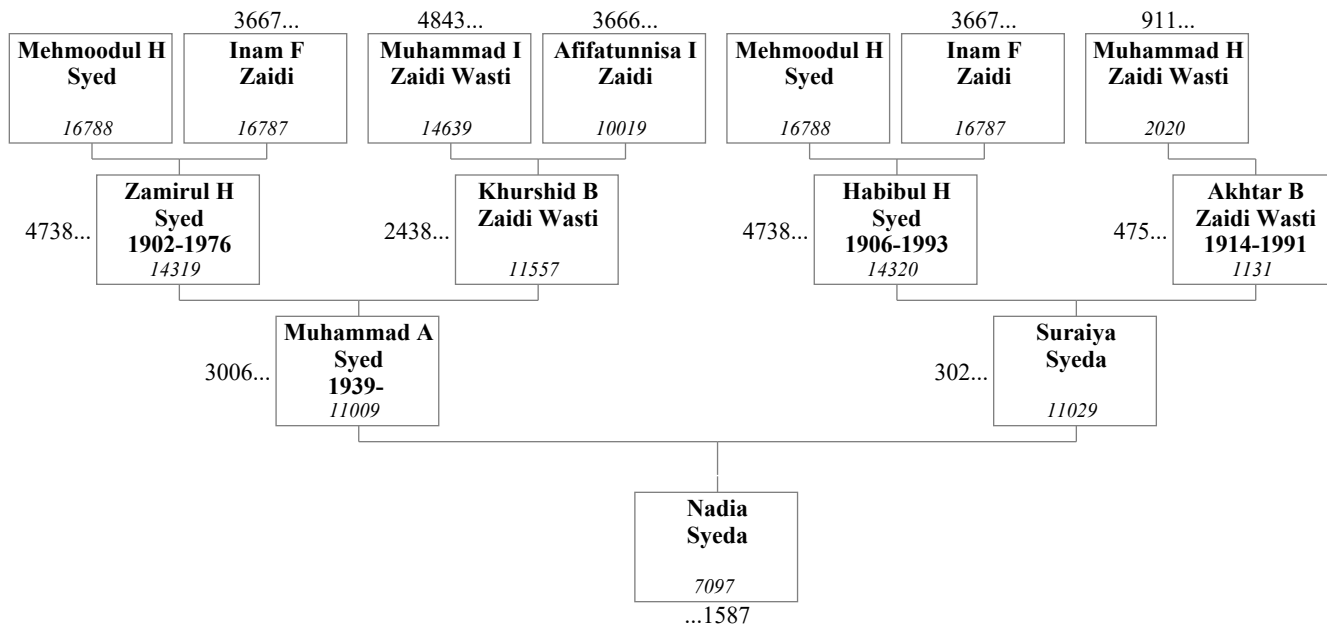 3667...
4843...
3666...
3667...
911...
Mehmoodul H
Syed
16788
Inam F
Zaidi
16787
Muhammad I
Zaidi Wasti
14639
Afifatunnisa I
Zaidi
10019
Mehmoodul H
Syed
16788
Inam F
Zaidi
16787
Muhammad H
Zaidi Wasti
2020
4738...
Zamirul H
Syed
1902-1976
14319
2438...
Khurshid B
Zaidi Wasti
11557
4738...
Habibul H
Syed
1906-1993
14320
475...
Akhtar B
Zaidi Wasti
1914-1991
1131
3006...
Muhammad A
Syed
1939-
11009
302...
Suraiya
Syeda
11029
Nadia
Syeda
7097
...1587